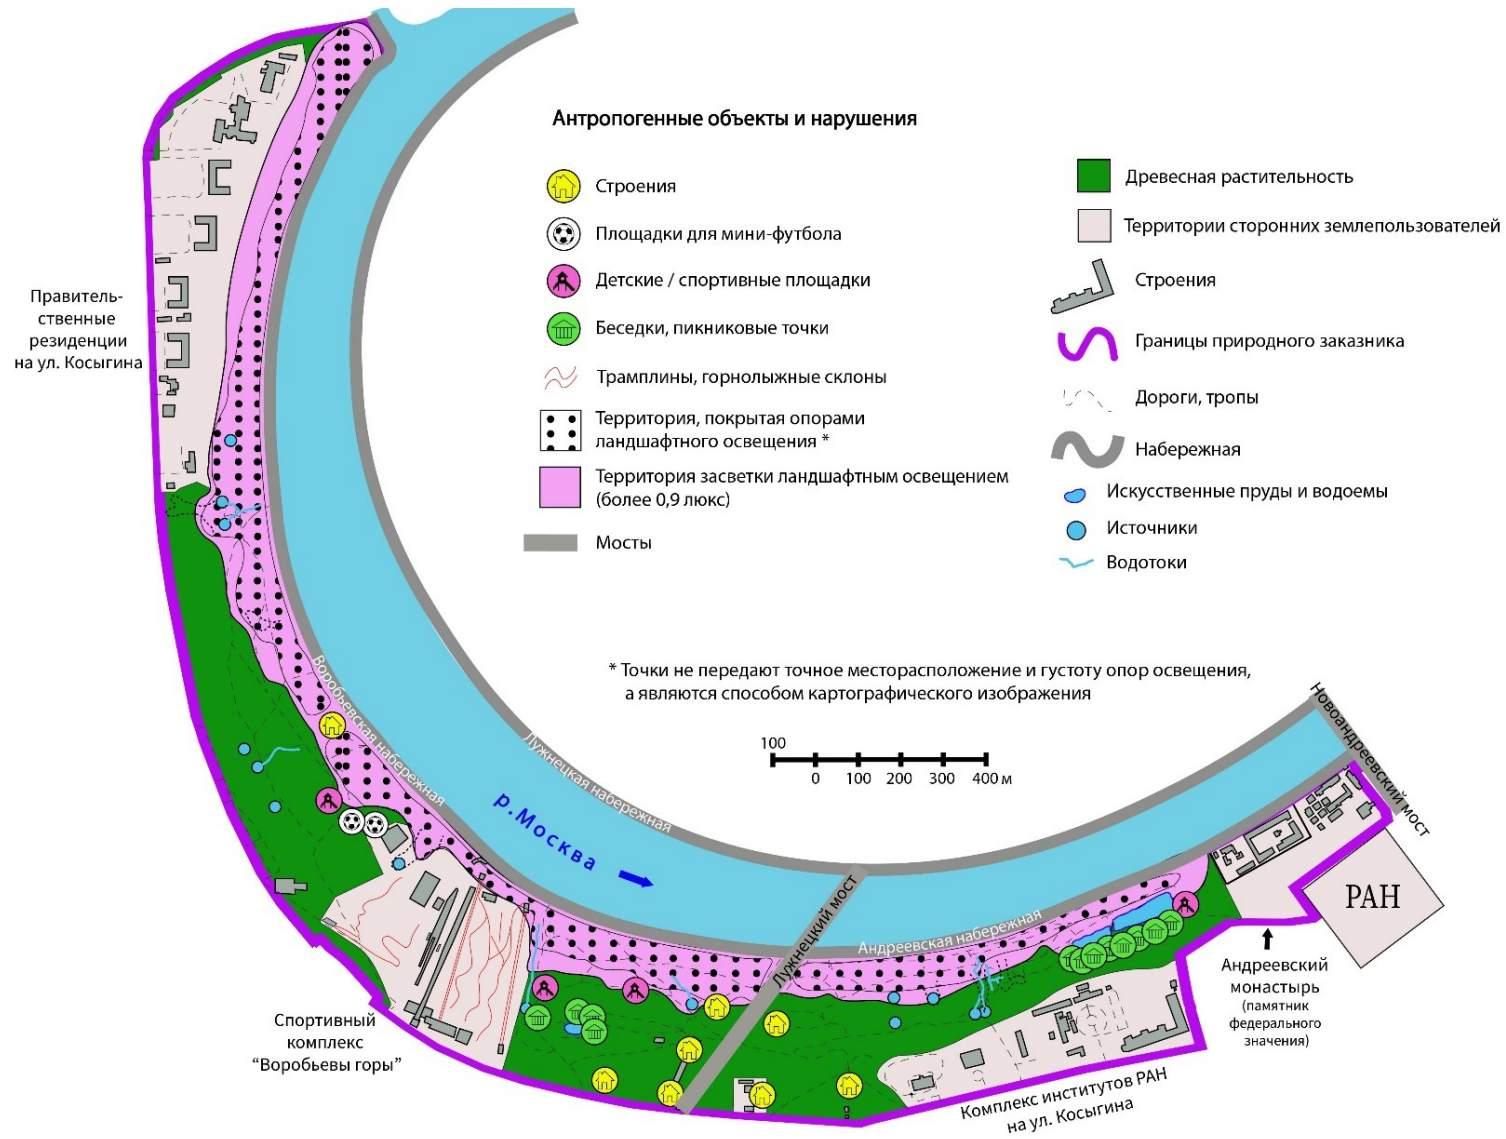 Антропогенные объекты и нарушения
Строения
Площадки для мини-футбола
Детские / спортивные площадки
Беседки, пикниковые точки
Трамплины, горнолыжные склоны
Территория, покрытая опорами
ландшафтного освещения *
Территория засветки ландшафтным освещением
(более 0,9 люкс)
Мосты
Древесная растительность
Территории сторонних землепользователей
Строения
Границы природного заказника
Дороги, тропы
Набережная
Искусственные пруды и водоемы
Источники
Водотоки
* Точки не передают точное месторасположение и густоту опор освещения,
а являются способом картографического изображения
100
0 100 200 300 400 м
Правитель-
ственные
резиденции
на ул. Косыгина
Воробьевская набережная
Лужнецкая набережная
р.Москва
Лужнецкий мост
Андреевская набережная
Новоандреевский мост
РАН
Андреевский
монастырь
(памятник
федерального
значения)
Спортивный
комплекс
“Воробьевы горы”
Комплекс институтов РАН
на ул. Косыгина